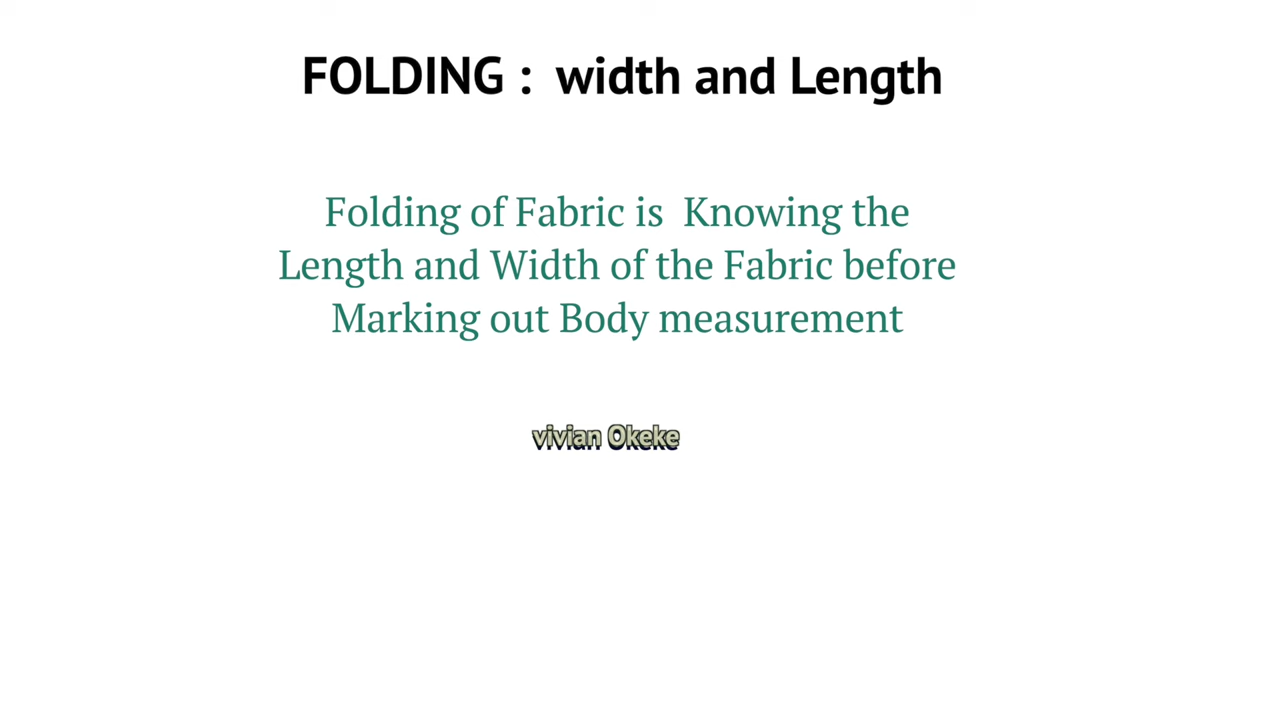 FOLDING : width and Length
Folding of Fabric is Knowing the
Length and Width of the Fabric before
Marking out Body measurement
vivian Okeke